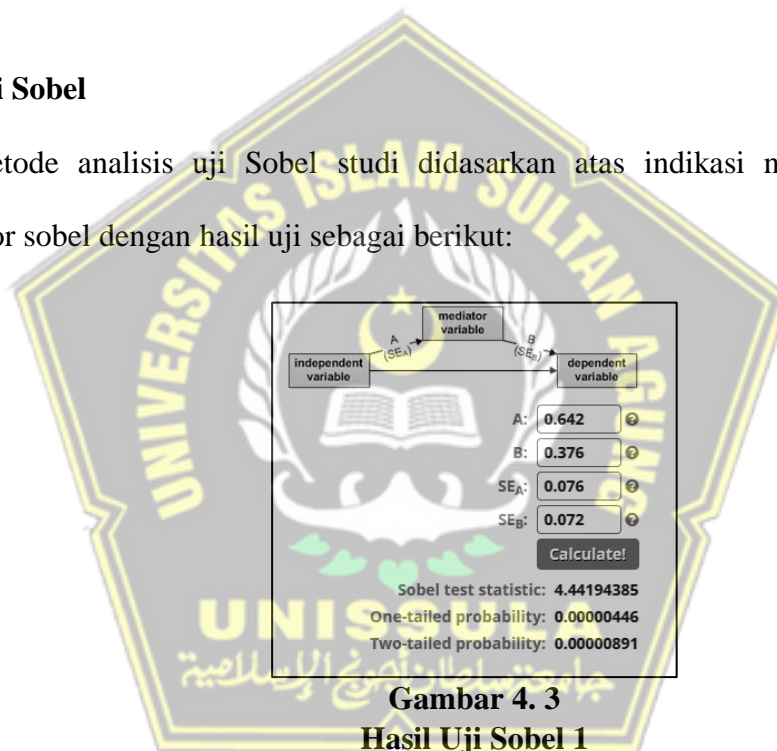 i Sobel
etode analisis uji Sobel studi didasarkan atas indikasi n
or sobel dengan hasil uji sebagai berikut:
UNIVERSITAS ISLAM SULTAN AGUNG
mediator
variable
A
(SEA)
B
(SEB)
independent
variable
dependent
variable
A: 0.642
B: 0.376
SEA: 0.076
SEB: 0.072
Calculate!
Sobel test statistic: 4.44194385
One-tailed probability: 0.00000446
Two-tailed probability: 0.00000891
UNISSULA
Gambar 4. 3
Hasil Uji Sobel 1